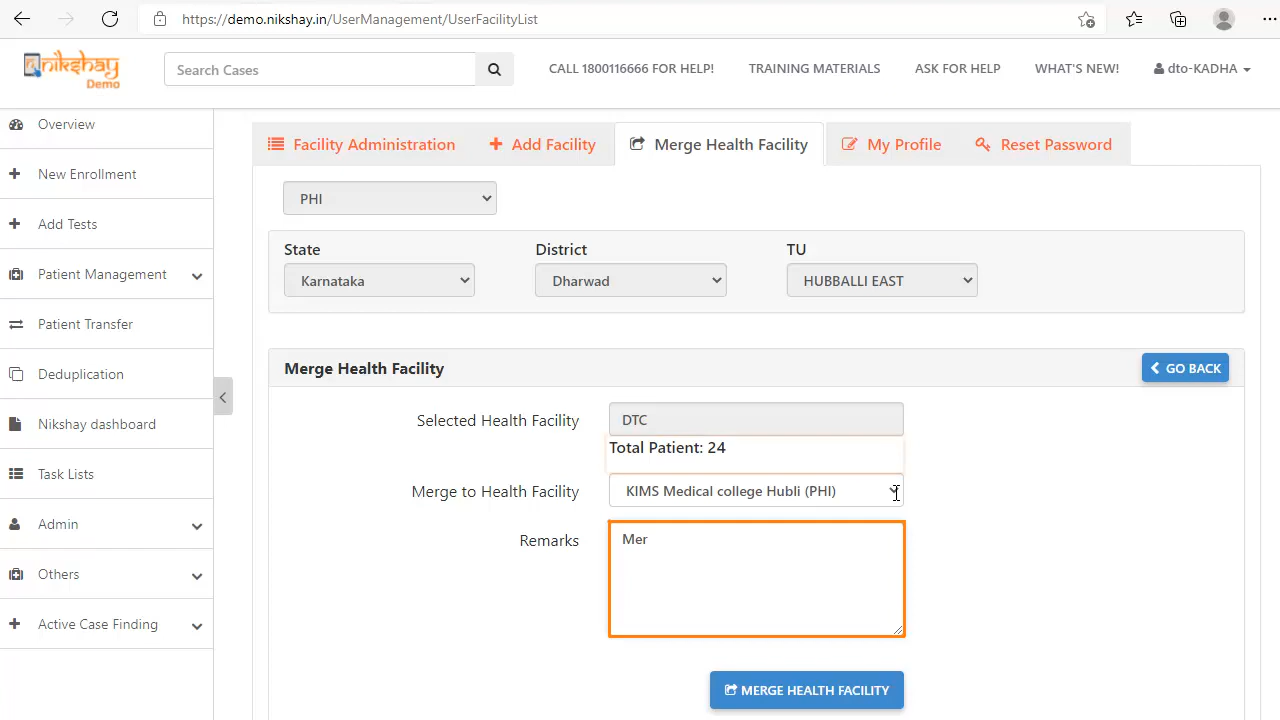 https://demo.nikshay.in/UserManagement/UserFacilityList
nikshay
Demo
Search Cases
CALL 1800116666 FOR HELP!
TRAINING MATERIALS
ASK FOR HELP
WHAT'S NEW!
dto-KADHA
Overview
New Enrollment
Add Tests
Patient Management
Patient Transfer
Deduplication
Nikshay dashboard
Task Lists
Admin
Others
Active Case Finding
Facility Administration
Add Facility
Merge Health Facility
My Profile
Reset Password
PHI
State
District
TU
Karnataka
Dharwad
HUBBALLI EAST
Merge Health Facility
GO BACK
Selected Health Facility
DTC
Total Patient: 24
Merge to Health Facility
KIMS Medical college Hubli (PHI)
Remarks
Mer
MERGE HEALTH FACILITY